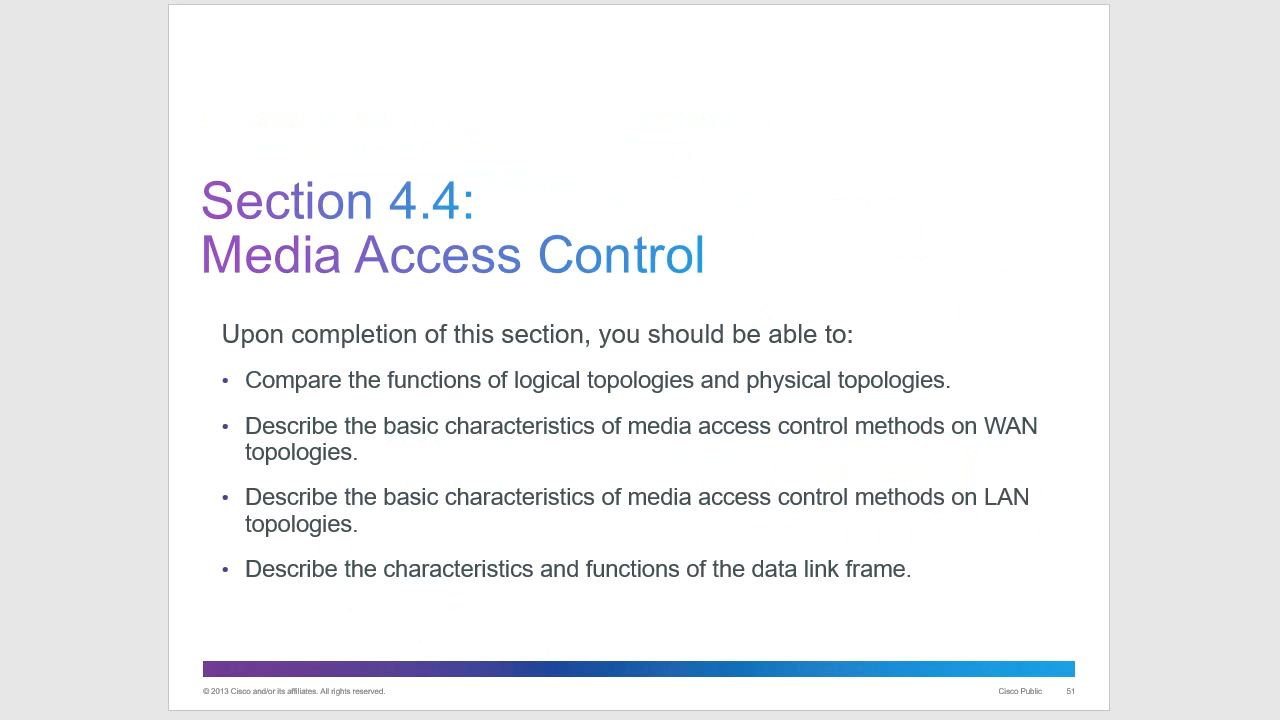 Section 4.4:
Media Access Control
Upon completion of this section, you should be able to:
• Compare the functions of logical topologies and physical topologies.
• Describe the basic characteristics of media access control methods on WAN
topologies.
• Describe the basic characteristics of media access control methods on LAN
topologies.
• Describe the characteristics and functions of the data link frame.
© 2013 Cisco and/or its affiliates. All rights reserved.
Cisco Public 51